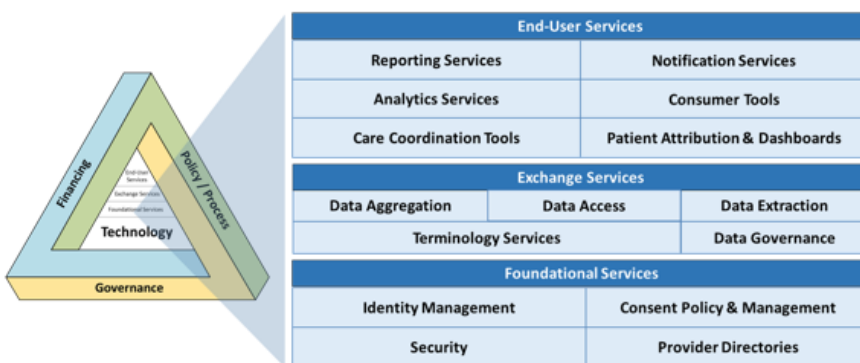 Financing
Policy / Process
End-User
Services
Exchange Services
Foundational Services
Technology
Governance
End-User Services
Reporting Services
Notification Services
Analytics Services
Consumer Tools
Care Coordination Tools
Patient Attribution & Dashboards
Exchange Services
Data Aggregation
Data Access
Data Extraction
Terminology Services
Data Governance
Foundational Services
Identity Management
Consent Policy & Management
Security
Provider Directories